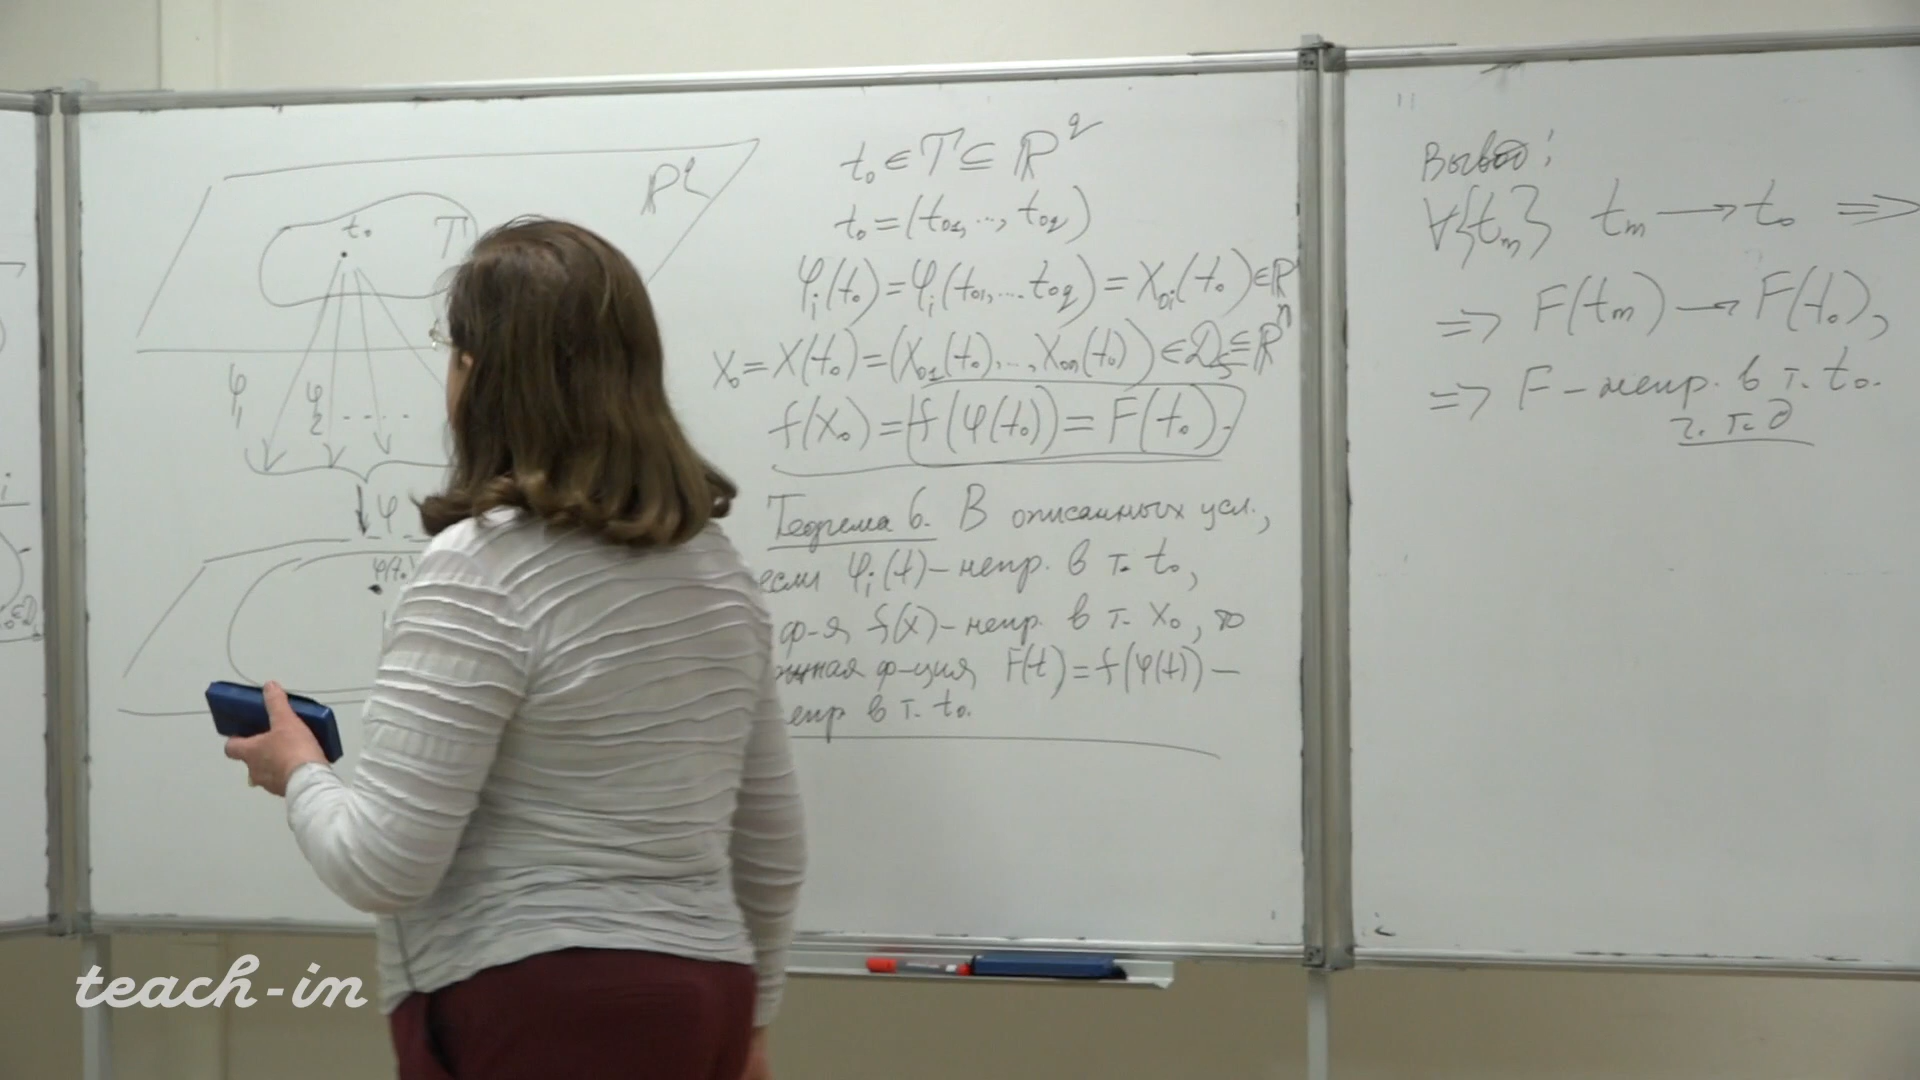 t₀
T
ℝ^q
φ₁
φ₂ ....
φ
φ(t₀)
t₀ ∈ T ⊆ ℝ^q
t₀ = (t₀₁, ..., t₀q)
φᵢ(t₀) = φᵢ(t₀₁, .... t₀q) = X₀ᵢ(t₀) ∈ ℝ
X₀ = X(t₀) = (X₀₁(t₀), ..., X₀ₙ(t₀)) ∈ 𝒟_f ⊆ ℝⁿ
f(X₀) = f(φ(t₀)) = F(t₀).
Теорема 6. В описанных усл.,
если φᵢ(t) – непр. в т. t₀,
ф-я f(x) – непр. в т. X₀, то
ф-ция F(t) = f(φ(t)) –
непр в т. t₀.
Вывод:
∀{tₘ} tₘ → t₀ =>
=> F(tₘ) → F(t₀),
=> F – непр. в т. t₀.
ч. т. д
teach-in